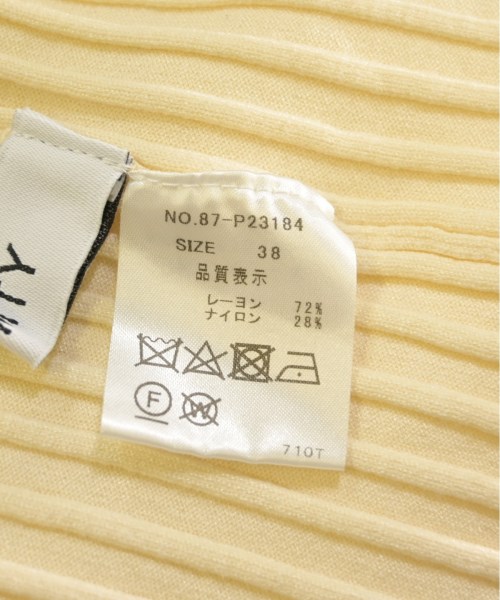 NO.87-P23184
SIZE 38
品質表示
レーヨン 72%
ナイロン 28%
F
W
710T